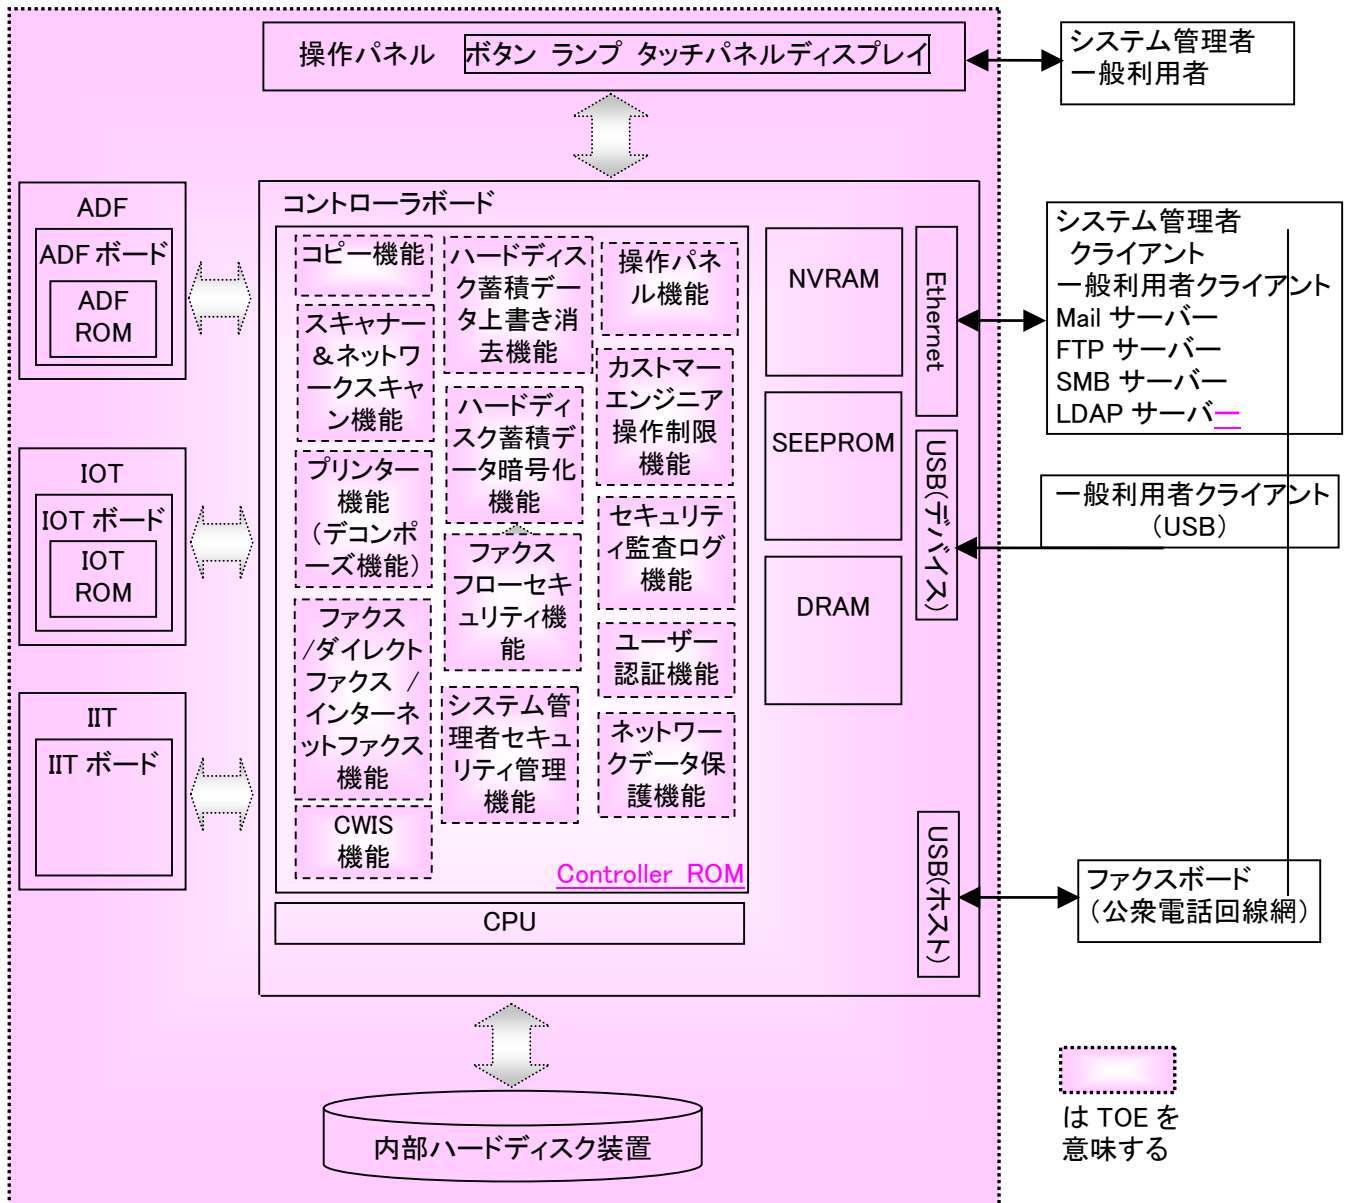 操作パネル ボタン ランプ タッチパネルディスプレイ
システム管理者
一般利用者
ADF
ADF ボード
ADF
ROM
IOT
IOT ボード
IOT
ROM
IIT
IIT ボード
コントローラボード
コピー機能
スキャナー
＆ネットワ
ークスキャ
ン機能
プリンター
機能
（デコンポ
ーズ機能）
ファクス
/ダイレクト
ファクス /
インターネ
ットファクス
機能
CWIS
機能
ハードディス
ク蓄積デー
タ上書き消
去機能
ハードディ
スク蓄積デ
ータ暗号化
機能
ファクス
フローセキ
ュリティ機
能
システム管
理者セキュ
リティ管理
機能
操作パネ
ル機能
カストマー
エンジニア
操作制限
機能
セキュリテ
ィ監査ログ
機能
ユーザー
認証機能
ネットワー
クデータ保
護機能
Controller ROM
CPU
NVRAM
SEEPROM
DRAM
Ethernet
USB(デバイス)
USB(ホスト)
システム管理者
クライアント
一般利用者クライアント
Mail サーバー
FTP サーバー
SMB サーバー
LDAP サーバー
一般利用者クライアント
（USB）
ファクスボード
（公衆電話回線網）
内部ハードディスク装置
は TOE を
意味する